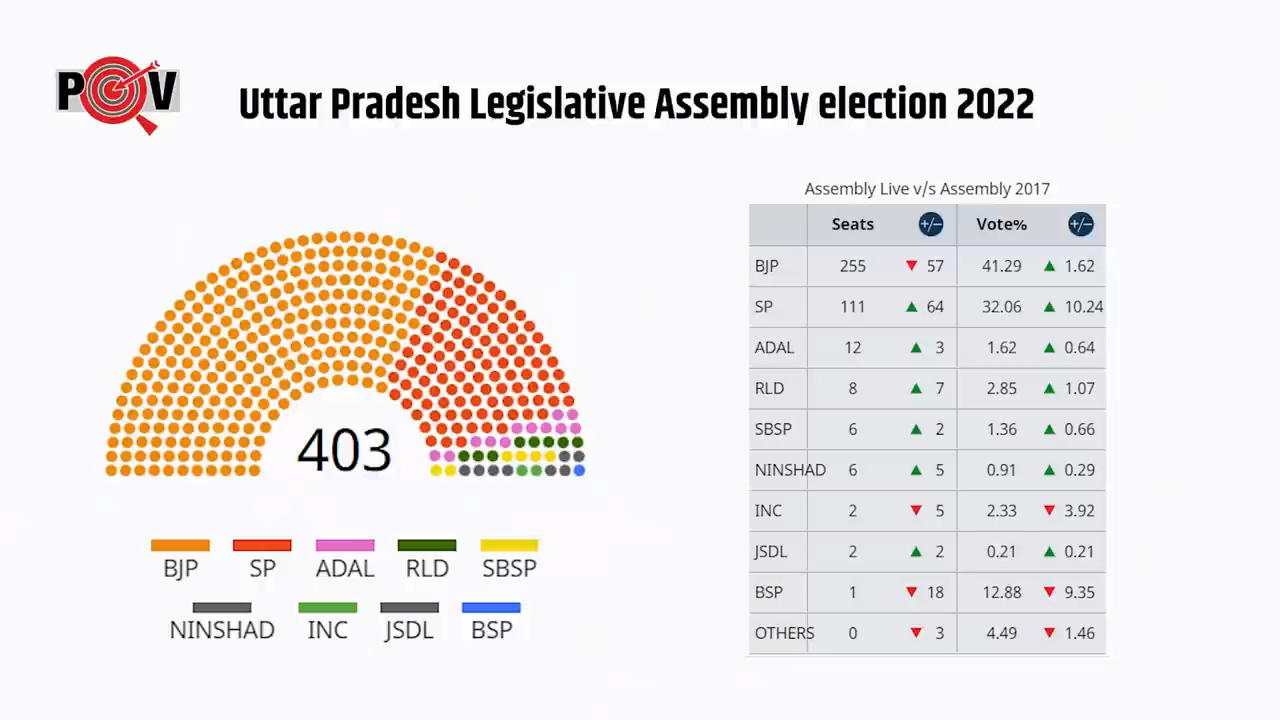 POV
Uttar Pradesh Legislative Assembly election 2022
403
BJP SP ADAL RLD SBSP
NINSHAD INC JSDL BSP
Assembly Live v/s Assembly 2017
Seats +/- Vote% +/-
BJP 255 ▼ 57 41.29 ▲ 1.62
SP 111 ▲ 64 32.06 ▲ 10.24
ADAL 12 ▲ 3 1.62 ▲ 0.64
RLD 8 ▲ 7 2.85 ▲ 1.07
SBSP 6 ▲ 2 1.36 ▲ 0.66
NINSHAD 6 ▲ 5 0.91 ▲ 0.29
INC 2 ▼ 5 2.33 ▼ 3.92
JSDL 2 ▲ 2 0.21 ▲ 0.21
BSP 1 ▼ 18 12.88 ▼ 9.35
OTHERS 0 ▼ 3 4.49 ▼ 1.46